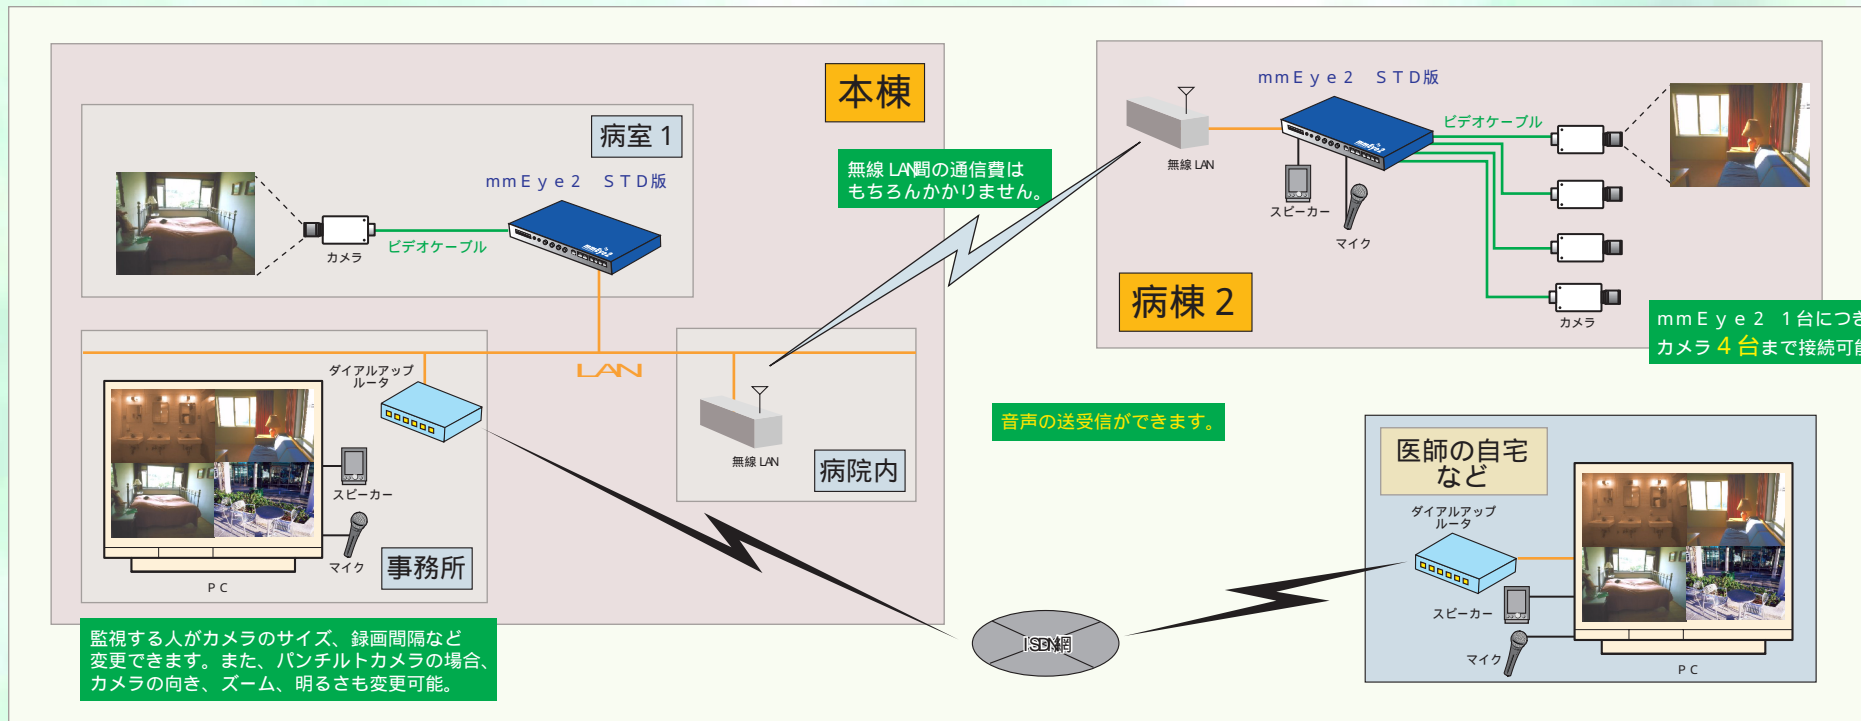 本棟
病室1
mmEye2 STD版
カメラ
ビデオケーブル
LAN
ダイアルアップ
ルータ
スピーカー
マイク
PC
事務所
無線LAN
病院内
無線LAN間の通信費は
もちろんかかりません。
監視する人がカメラのサイズ、録画間隔など
変更できます。また、パンチルトカメラの場合、
カメラの向き、ズーム、明るさも変更可能。
mmEye2 STD版
無線LAN
ビデオケーブル
スピーカー
マイク
病棟2
カメラ
mmEye2 1台につき
カメラ4台まで接続可能
音声の送受信ができます。
ISDN網
医師の自宅
など
ダイアルアップ
ルータ
スピーカー
マイク
PC